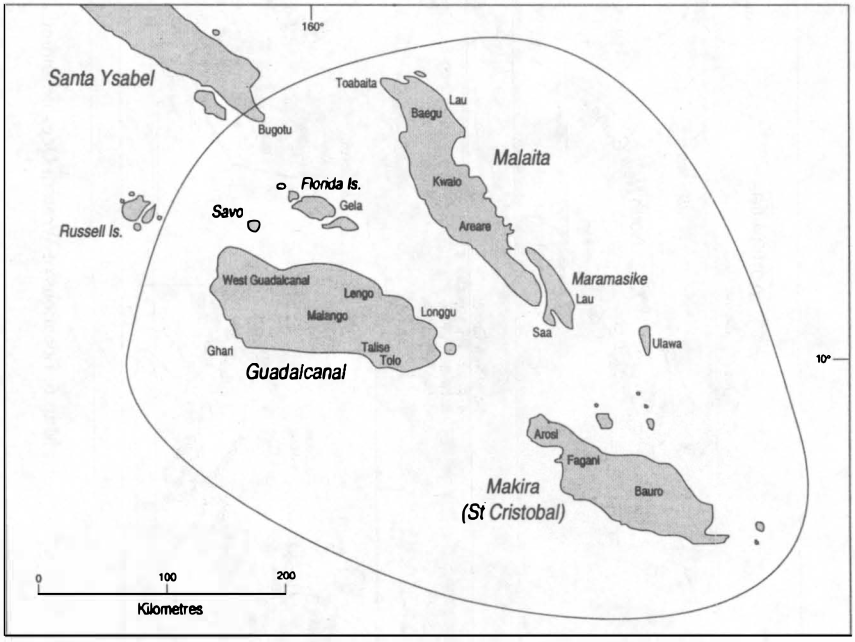 160°
Santa Ysabel
Toabaita
Lau
Baegu
Bugotu
Malaita
Kwaio
Florida Is.
Gela
Savo
Russell Is.
Areare
West Guadalcanal
Maramasike
Lau
Lengo
Malango
Longgu
Saa
Ulawa
Ghari
Talise
Tolo
10°
Guadalcanal
Arosi
Fagani
Makira
Bauro
(St Cristobal)
0 100 200
Kilometres